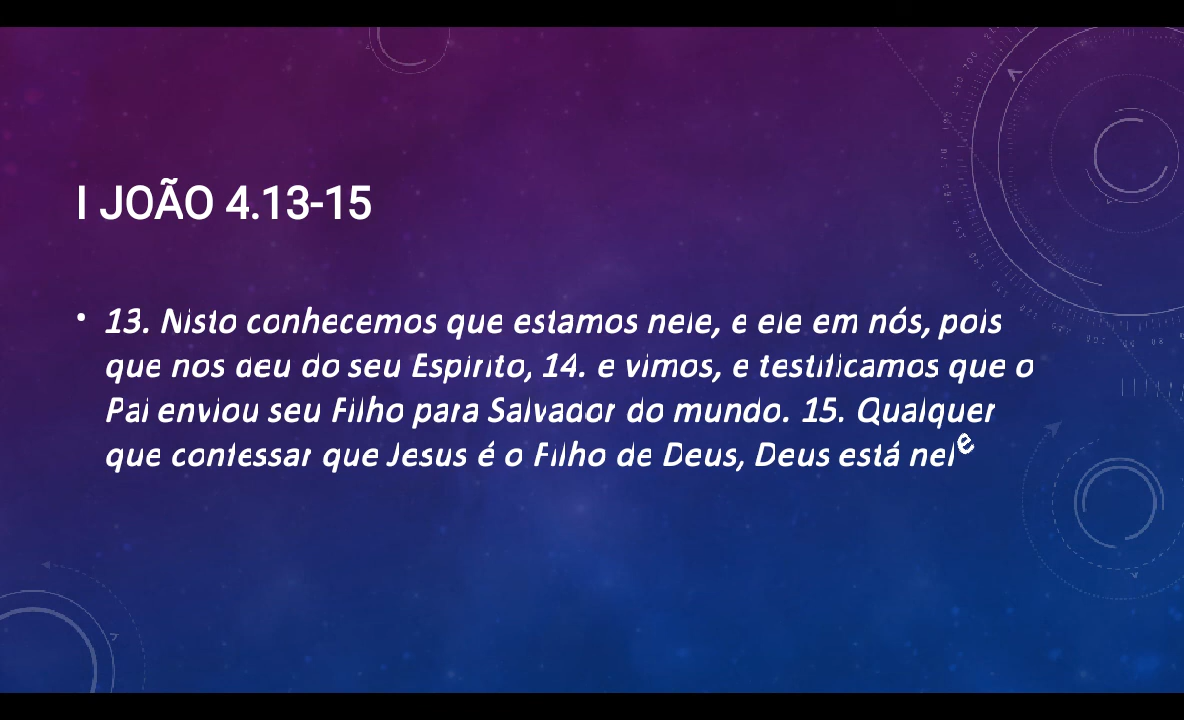 I JOÃO 4.13-15
• 13. Nisto conhecemos que estamos nele, e ele em nós, pois
que nos deu do seu Espírito, 14. e vimos, e testificamos que o
Pai enviou seu Filho para Salvador do mundo. 15. Qualquer
que confessar que Jesus é o Filho de Deus, Deus está nele